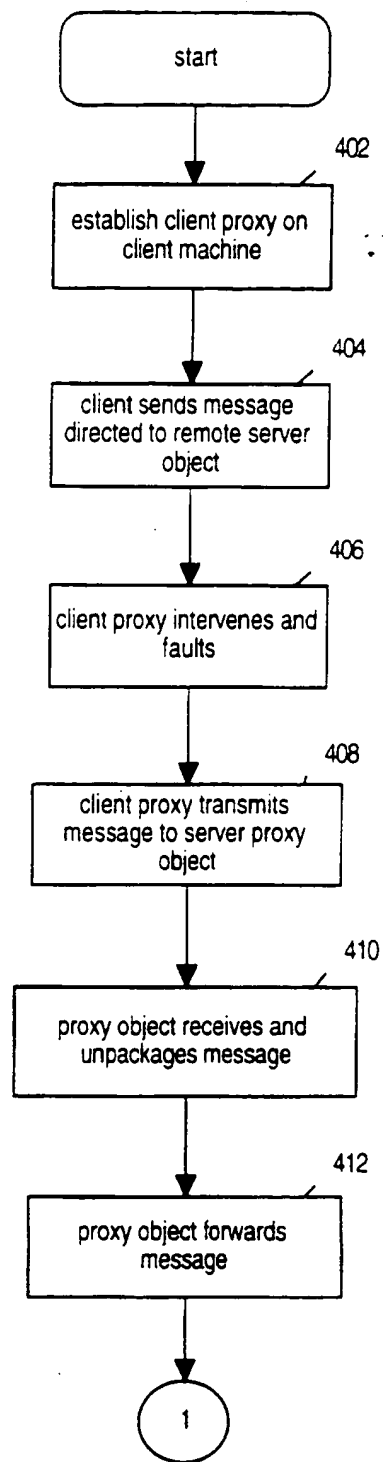 start
402
establish client proxy on
client machine
404
client sends message
directed to remote server
object
406
client proxy intervenes and
faults
408
client proxy transmits
message to server proxy
object
410
proxy object receives and
unpackages message
412
proxy object forwards
message
1